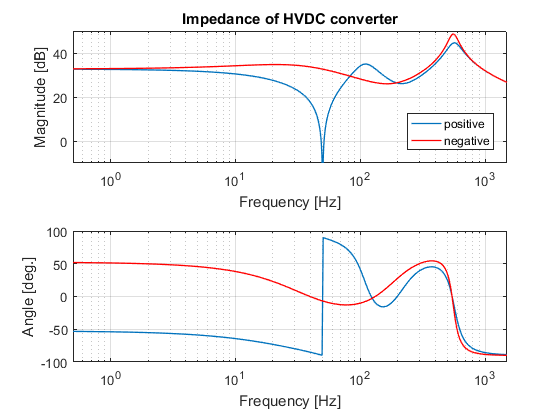 Impedance of HVDC converter
Magnitude [dB]
40
20
0
positive
negative
10^0
10^1
10^2
10^3
Frequency [Hz]
Angle [deg.]
100
50
0
-50
-100
10^0
10^1
10^2
10^3
Frequency [Hz]